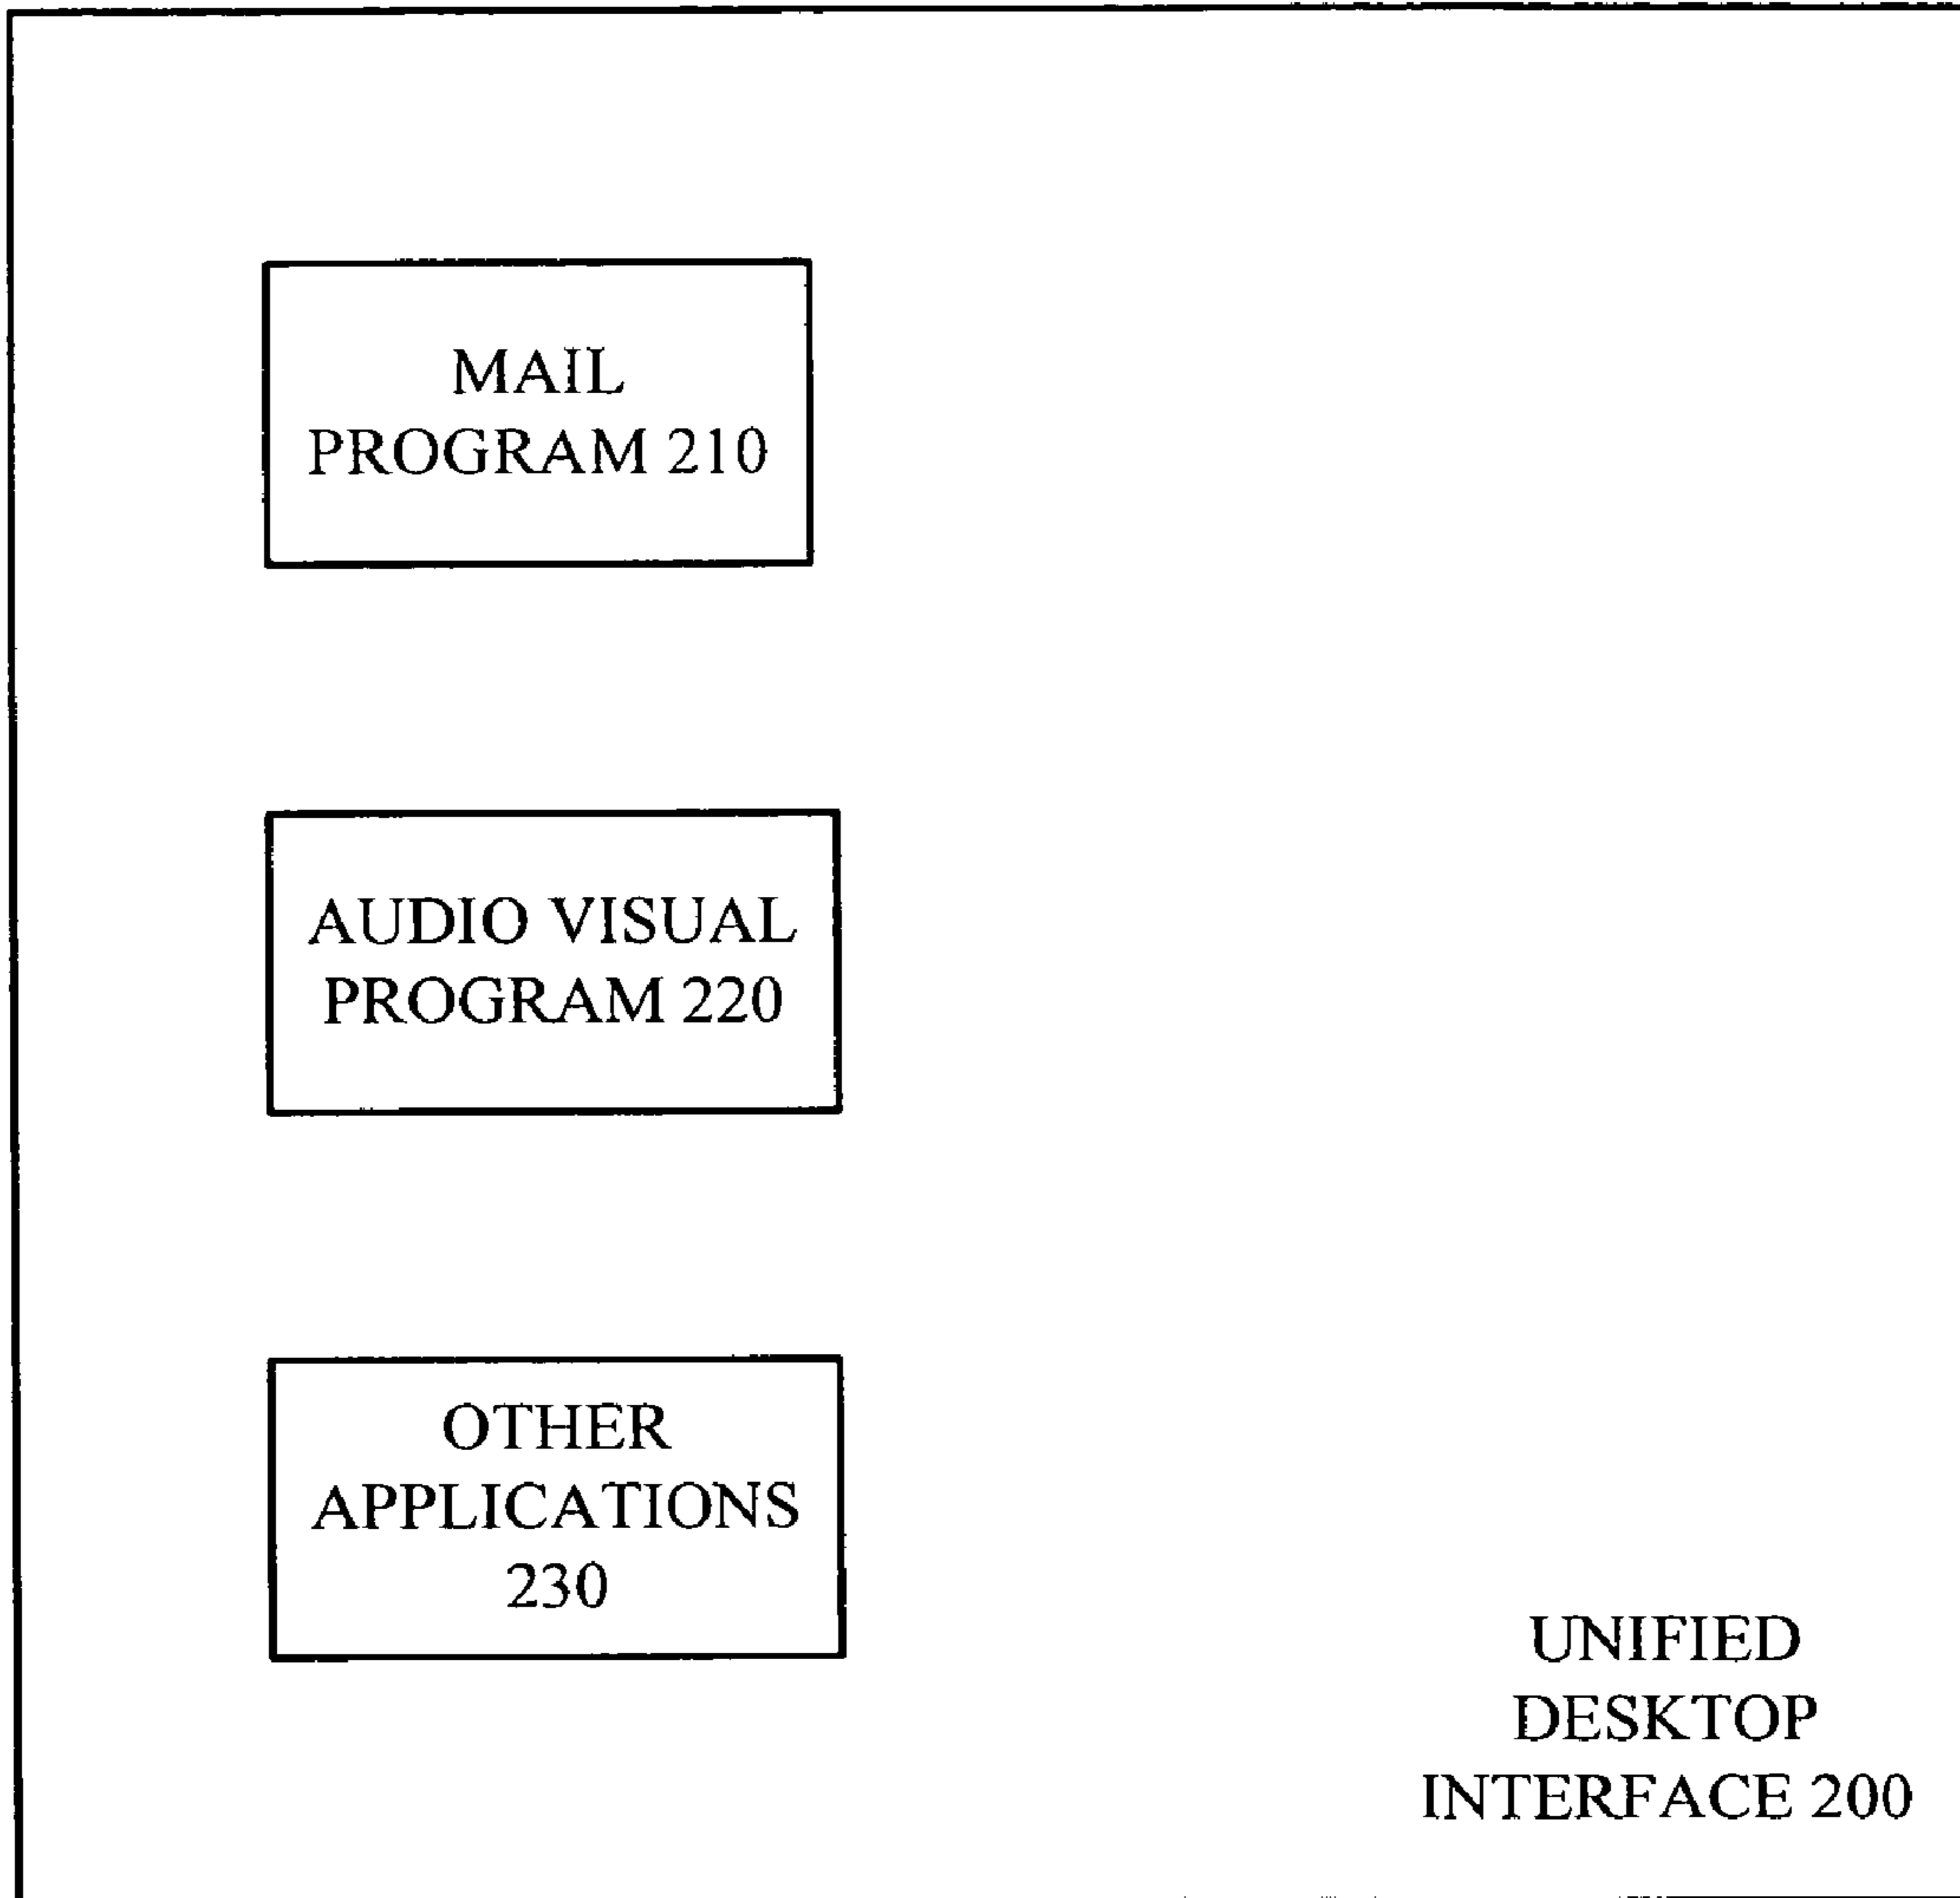 MAIL
PROGRAM 210
AUDIO VISUAL
PROGRAM 220
OTHER
APPLICATIONS
230
UNIFIED
DESKTOP
INTERFACE 200